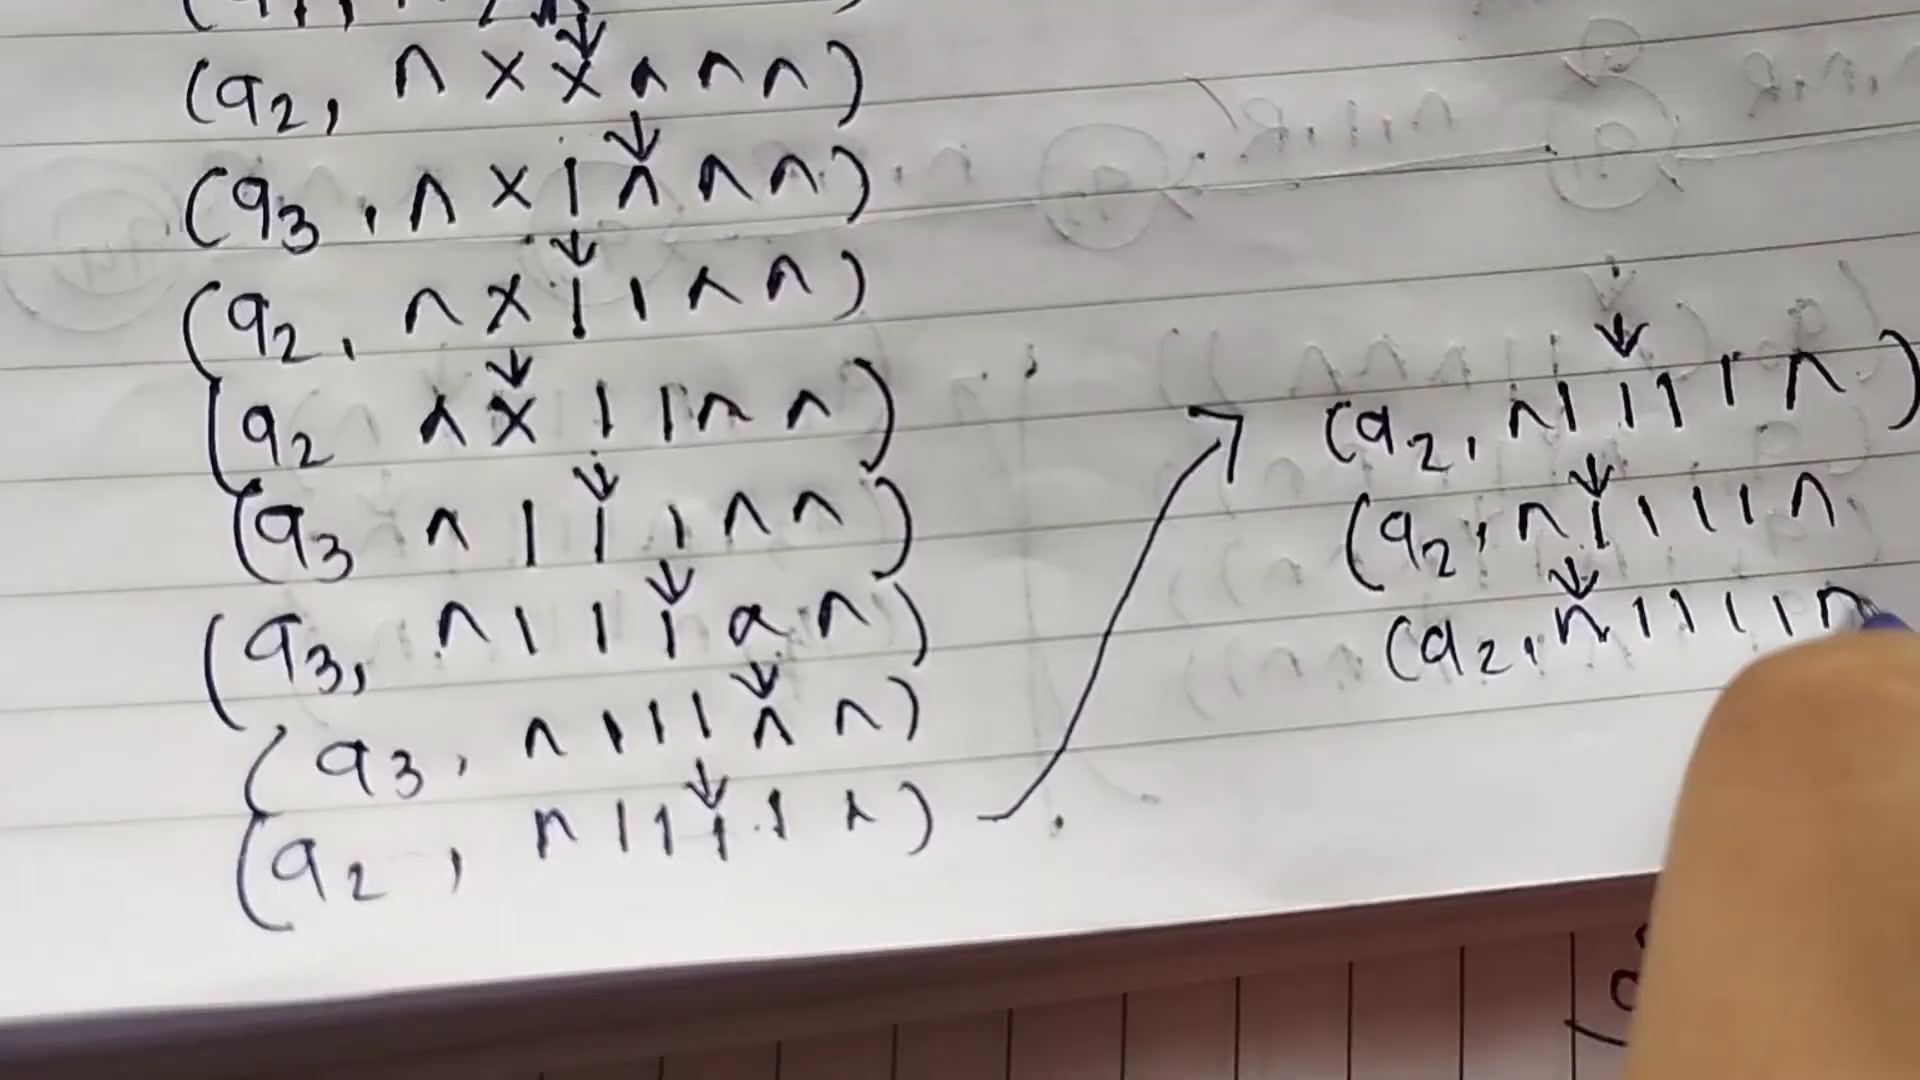 (q2, ∧ x x ∧ ∧ ∧)
(q3, ∧ x 1 ∧ ∧ ∧)
(q2, ∧ x 1 1 ∧ ∧)
(q2 ∧ x 1 1 ∧ ∧)
(q3 ∧ 1 1 1 ∧ ∧)
(q3, ∧ 1 1 1 ∧ ∧)
(q3, ∧ 1 1 1 ∧ ∧)
(q2, ∧ 1 1 1 1 ∧)
(q2, ∧ 1 1 1 1 ∧)
(q2, ∧ 1 1 1 1 ∧
(q2, ∧ 1 1 1 1 ∧